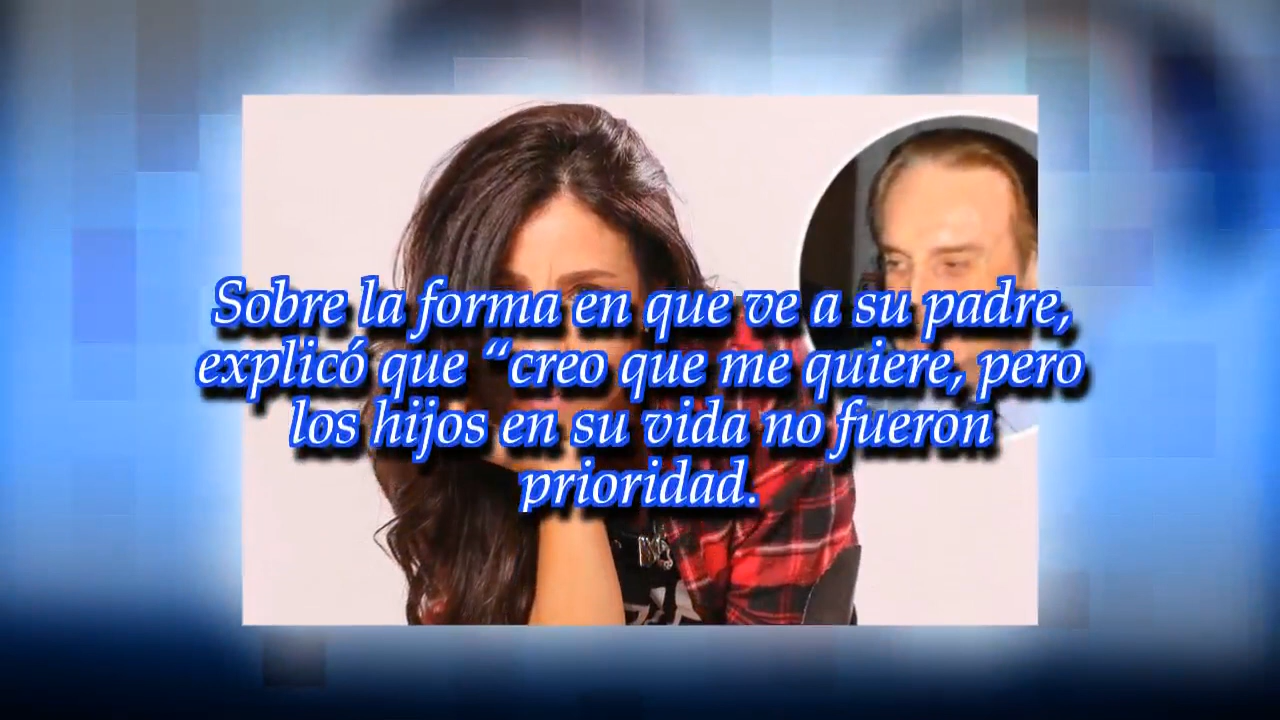 Sobre la forma en que ve a su padre,
explicó que “creo que me quiere, pero
los hijos en su vida no fueron
prioridad.